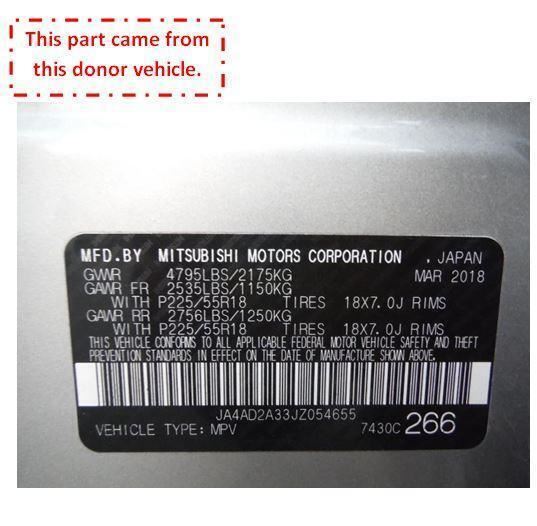 This part came from
this donor vehicle.
MFD.BY MITSUBISHI MOTORS CORPORATION , JAPAN
GVWR 4795LBS/2175KG MAR 2018
GAWR FR 2535LBS/1150KG
WITH P225/55R18 TIRES 18X7.0J RIMS
GAWR RR 2756LBS/1250KG
WITH P225/55R18 TIRES 18X7.0J RIMS
THIS VEHICLE CONFORMS TO ALL APPLICABLE FEDERAL MOTOR VEHICLE SAFETY AND THEFT
PREVENTION STANDARDS IN EFFECT ON THE DATE OF MANUFACTURE SHOWN ABOVE.
JA4AD2A33JZ054655
VEHICLE TYPE: MPV 7430C 266